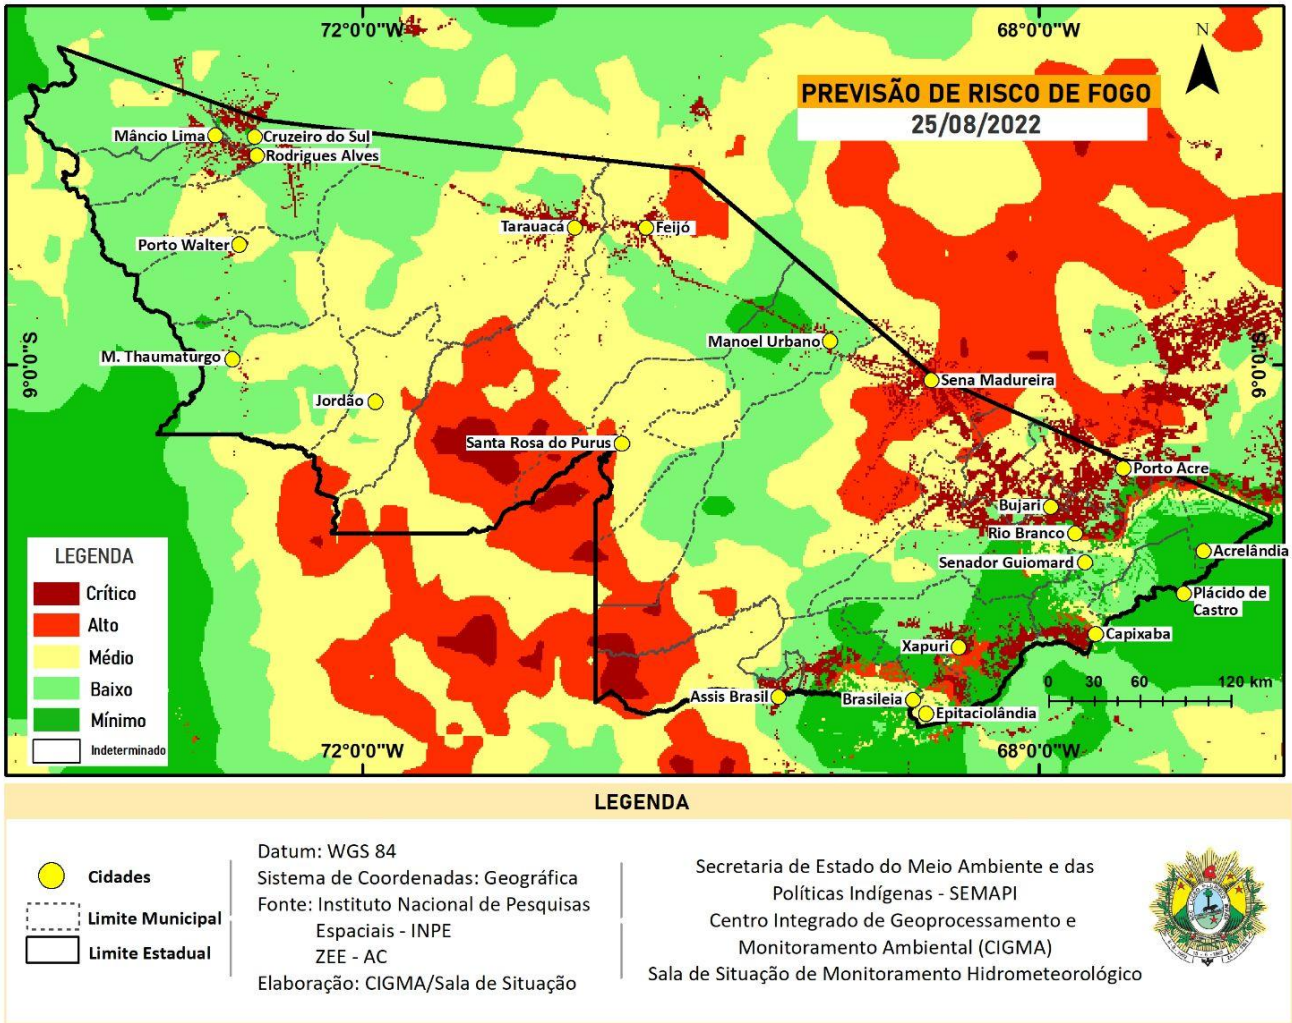 72°0'0"W
68°0'0"W
N
PREVISÃO DE RISCO DE FOGO
25/08/2022
Mâncio Lima
Cruzeiro do Sul
Rodrigues Alves
Porto Walter
Tarauacá
Feijó
9°0'0"S
9°0'0"S
M. Thaumaturgo
Manoel Urbano
Sena Madureira
Jordão
Santa Rosa do Purus
Porto Acre
Bujari
Rio Branco
Senador Guiomard
Acrelândia
Plácido de
Castro
Capixaba
Xapuri
Assis Brasil
Brasileia
Epitaciolândia
LEGENDA
Crítico
Alto
Médio
Baixo
Mínimo
Indeterminado
0 30 60 120 km
72°0'0"W
68°0'0"W
LEGENDA
Cidades
Limite Municipal
Limite Estadual
Datum: WGS 84
Sistema de Coordenadas: Geográfica
Fonte: Instituto Nacional de Pesquisas
Espaciais - INPE
ZEE - AC
Elaboração: CIGMA/Sala de Situação
Secretaria de Estado do Meio Ambiente e das
Políticas Indígenas - SEMAPI
Centro Integrado de Geoprocessamento e
Monitoramento Ambiental (CIGMA)
Sala de Situação de Monitoramento Hidrometeorológico